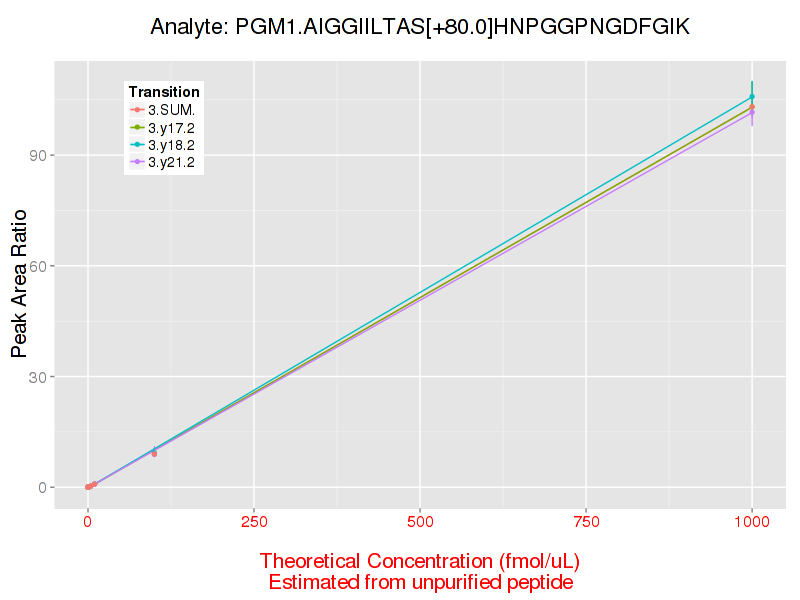 Analyte: PGM1.AIGGIILTAS[+80.0]HNPGGPNGDFGIK
Transition
3.SUM.
3.y17.2
3.y18.2
3.y21.2
Peak Area Ratio
90
60
30
0
0 250 500 750 1000
Theoretical Concentration (fmol/uL)
Estimated from unpurified peptide